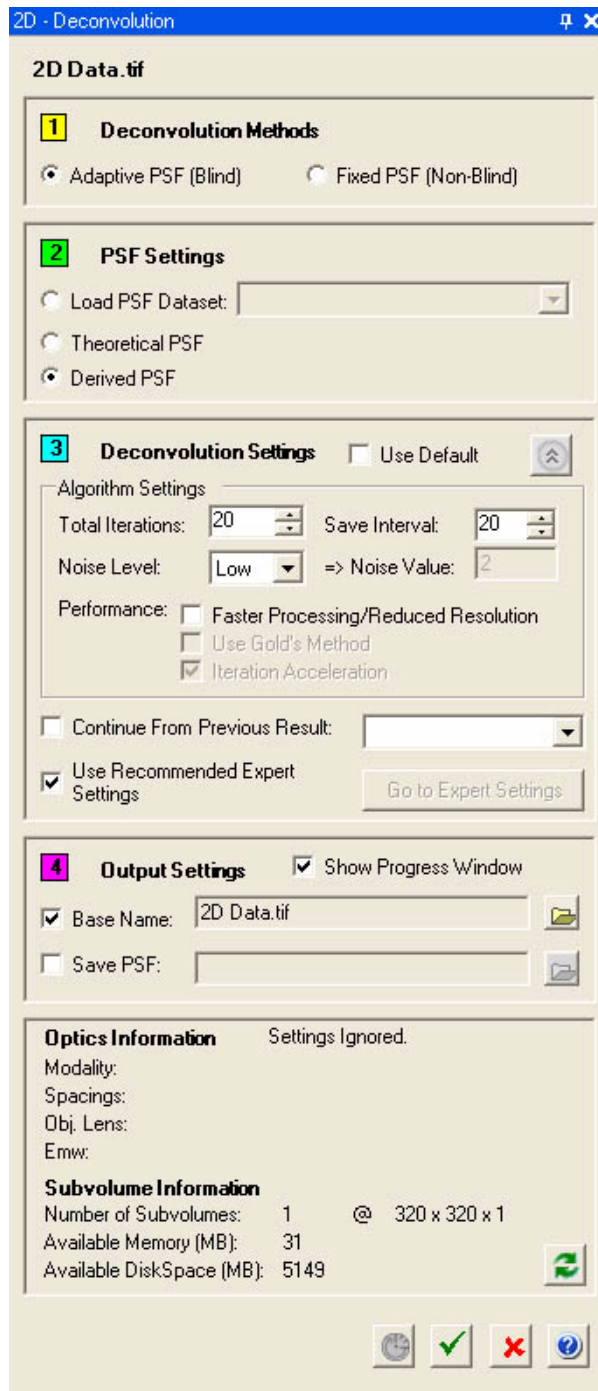 2D - Deconvolution
2D Data.tif
1 Deconvolution Methods
Adaptive PSF (Blind) Fixed PSF (Non-Blind)
2 PSF Settings
Load PSF Dataset:
Theoretical PSF
Derived PSF
3 Deconvolution Settings Use Default
Algorithm Settings
Total Iterations: 20 Save Interval: 20
Noise Level: Low => Noise Value: 2
Performance: Faster Processing/Reduced Resolution
Use Gold's Method
Iteration Acceleration
Continue From Previous Result:
Use Recommended Expert
Settings
Go to Expert Settings
4 Output Settings Show Progress Window
Base Name: 2D Data.tif
Save PSF:
Optics Information Settings Ignored.
Modality:
Spacings:
Obj. Lens:
Emw:
Subvolume Information
Number of Subvolumes: 1 @ 320 x 320 x 1
Available Memory (MB): 31
Available DiskSpace (MB): 5149